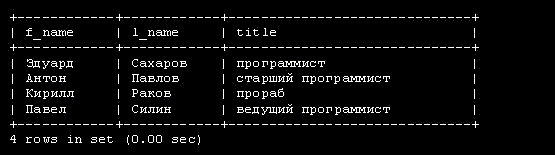 f_name l_name title
Эдуард Сахаров программист
Антон Павлов старший программист
Кирилл Раков прораб
Павел Силин ведущий программист
4 rows in set (0.00 sec)